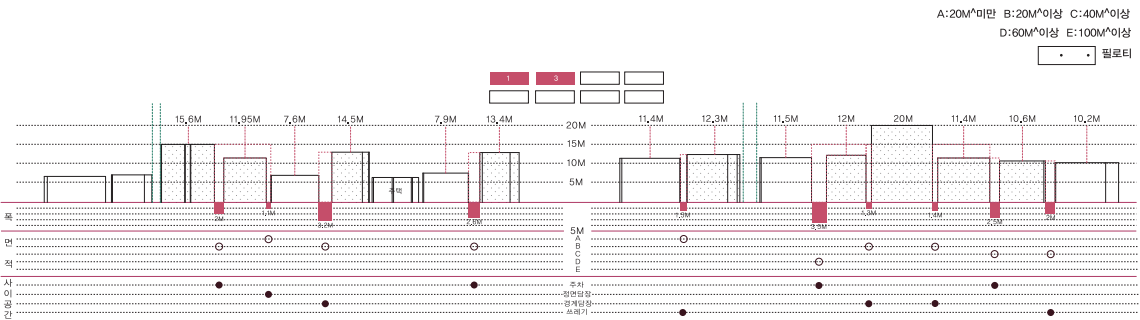 A:20M^미만 B:20M^이상 C:40M^이상
D:60M^이상 E:100M^이상
필로티
1 3
15.6M 11.95M 7.6M 14.5M 7.9M 13.4M 20M 11.4M 12.3M 11.5M 12M 20M 11.4M 10.6M 10.2M
15M
10M
주택 5M
폭 2M 1.1M 3.2M 2.8M 1.5M 3.5M 1.3M 1.4M 2.5M 2M
5M
면 A
B
C
적 D
E
사 주차
이 정면담장
공 경계담장
간 쓰레기